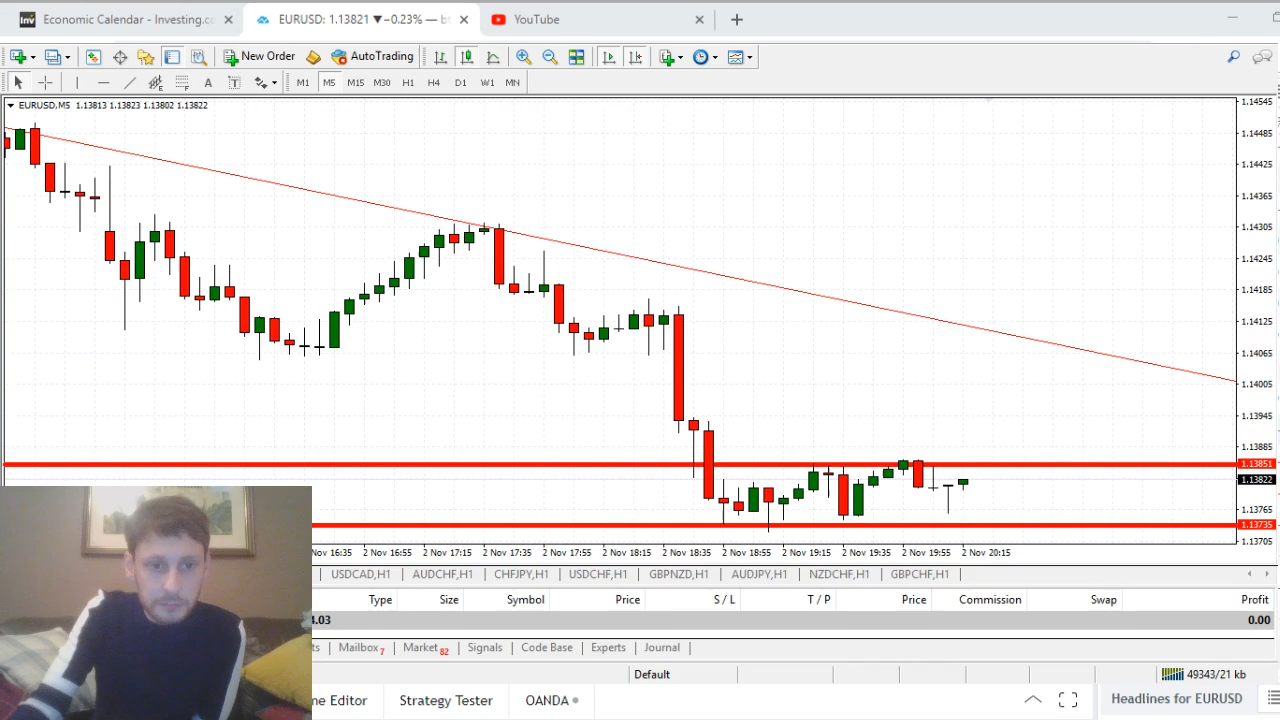 Economic Calendar - Investing.co
EURUSD: 1.13821 ▼ −0.23% — b
YouTube
New Order
AutoTrading
A T M1 M5 M15 M30 H1 H4 D1 W1 MN
EURUSD,M5 1.13813 1.13823 1.13802 1.13822
1.14545
1.14485
1.14425
1.14365
1.14305
1.14245
1.14185
1.14125
1.14065
1.14005
1.13945
1.13885
1.13851
1.13822
1.13765
1.13735
1.13705
Nov 16:35 2 Nov 16:55 2 Nov 17:15 2 Nov 17:35 2 Nov 17:55 2 Nov 18:15 2 Nov 18:35 2 Nov 18:55 2 Nov 19:15 2 Nov 19:35 2 Nov 19:55 2 Nov 20:15
USDCAD,H1 AUDCHF,H1 CHFJPY,H1 USDCHF,H1 GBPNZD,H1 AUDJPY,H1 NZDCHF,H1 GBPCHF,H1
Type Size Symbol Price S / L T / P Price Commission Swap Profit
4.03 0.00
ts Mailbox 7 Market 82 Signals Code Base Experts Journal
Default 49343/21 kb
ne Editor Strategy Tester OANDA Headlines for EURUSD